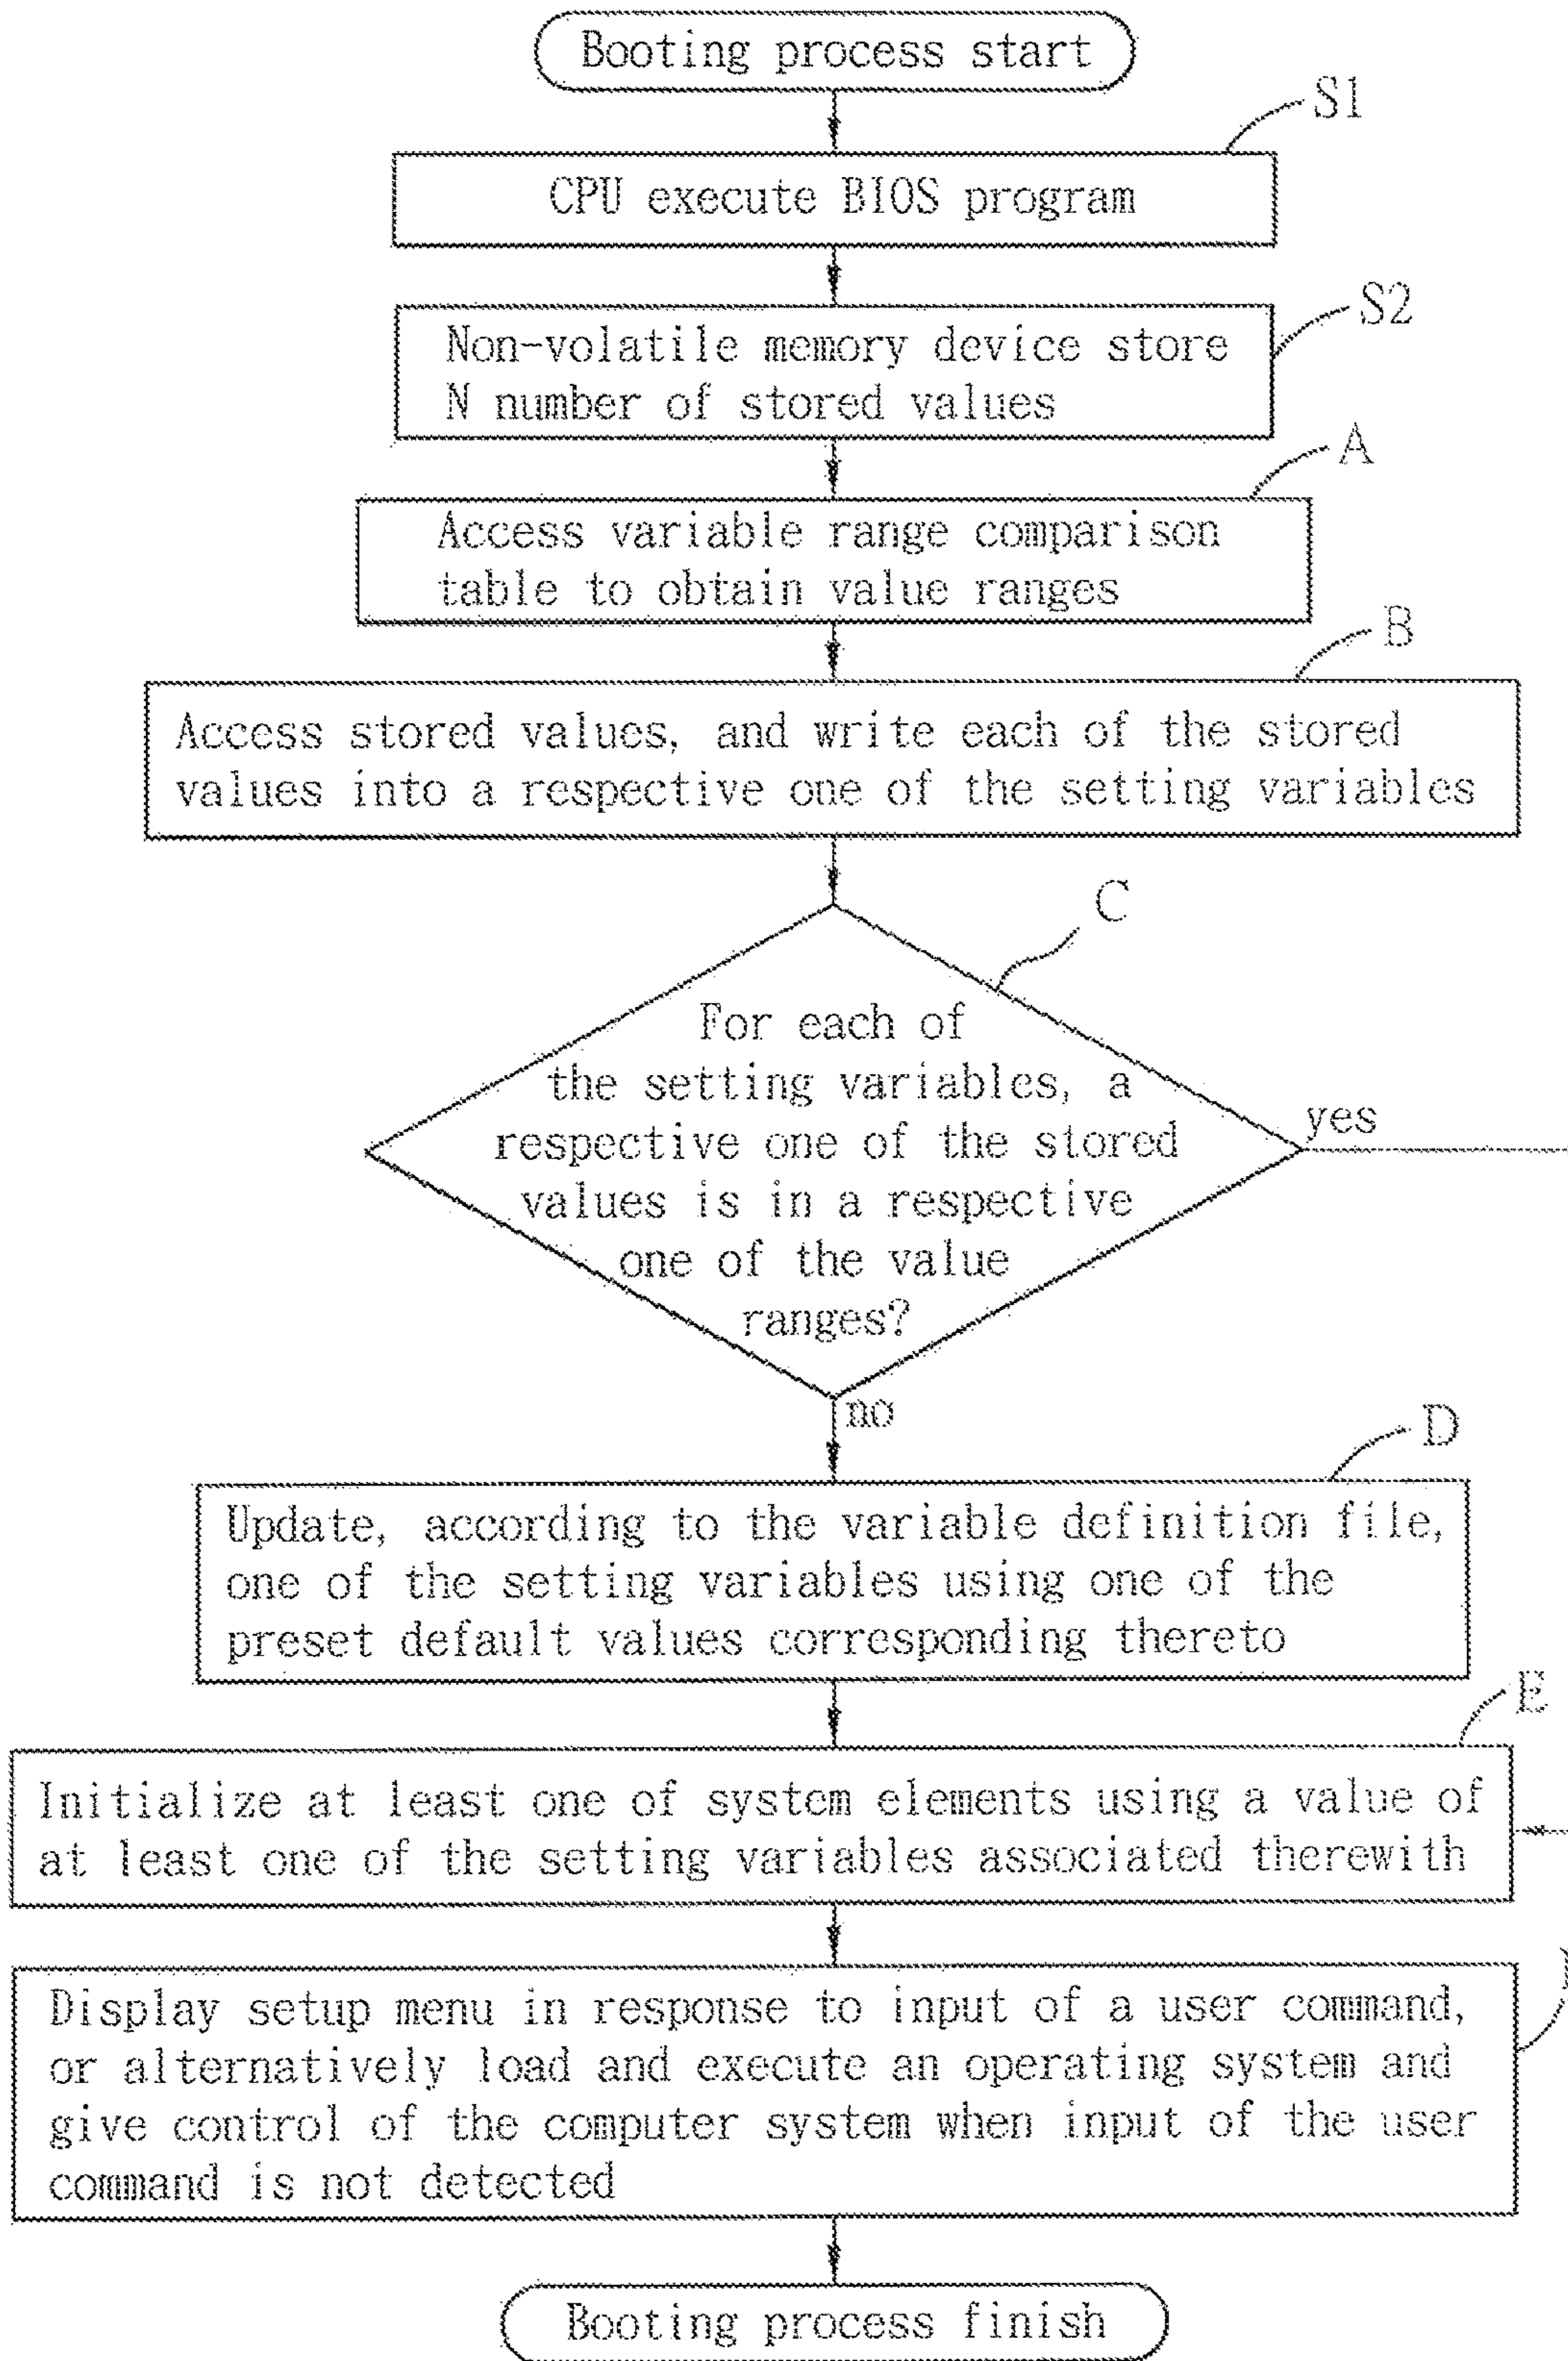 Booting process start
S1
CPU execute BIOS program
S2
Non-volatile memory device store
N number of stored values
A
Access variable range comparison
table to obtain value ranges
B
Access stored values, and write each of the stored
values into a respective one of the setting variables
C
For each of
the setting variables, a
respective one of the stored
values is in a respective
one of the value
ranges?
yes
no
D
Update, according to the variable definition file,
one of the setting variables using one of the
preset default values corresponding thereto
E
Initialize at least one of system elements using a value of
at least one of the setting variables associated therewith
Display setup menu in response to input of a user command,
or alternatively load and execute an operating system and
give control of the computer system when input of the user
command is not detected
Booting process finish